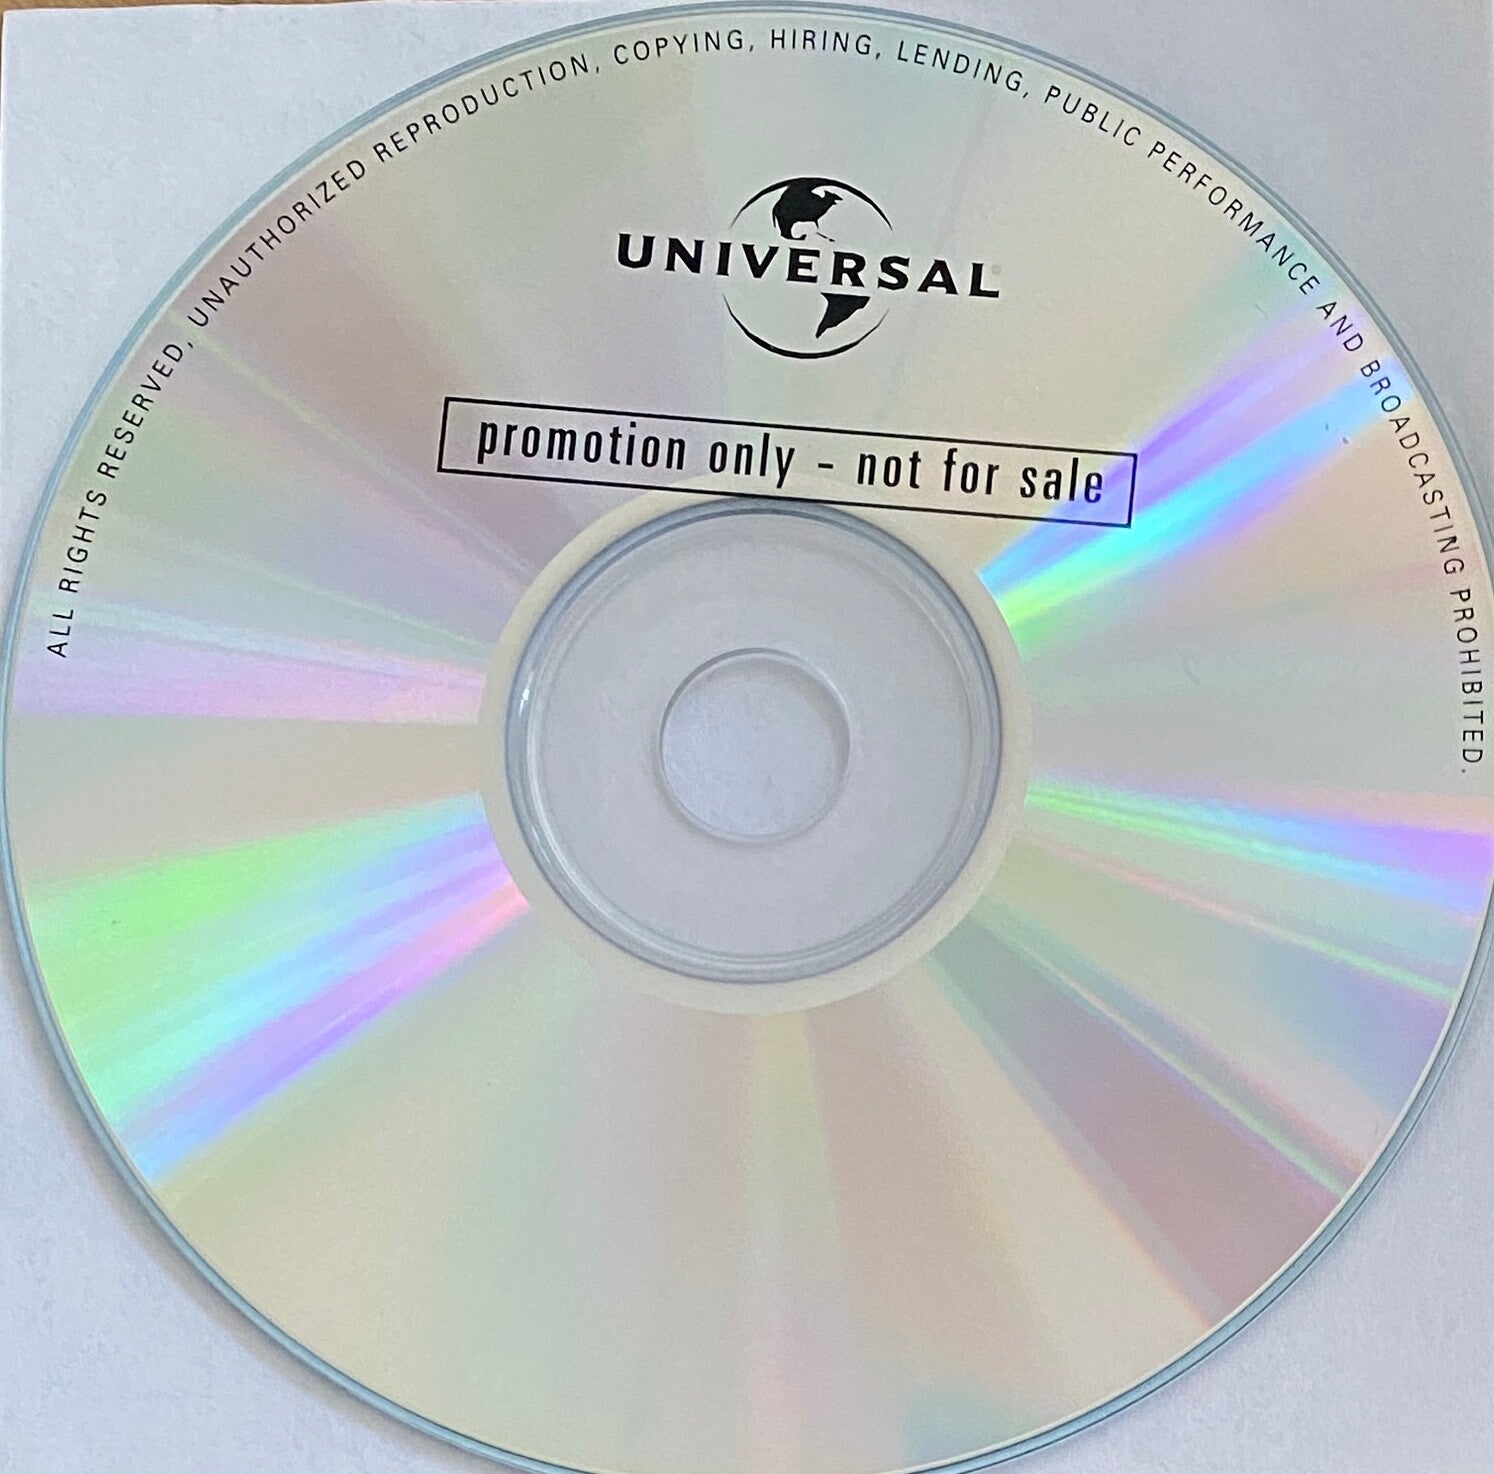 ALL RIGHTS RESERVED, UNAUTHORIZED REPRODUCTION, COPYING, HIRING, LENDING, PUBLIC PERFORMANCE AND BROADCASTING PROHIBITED.
UNIVERSAL
promotion only - not for sale